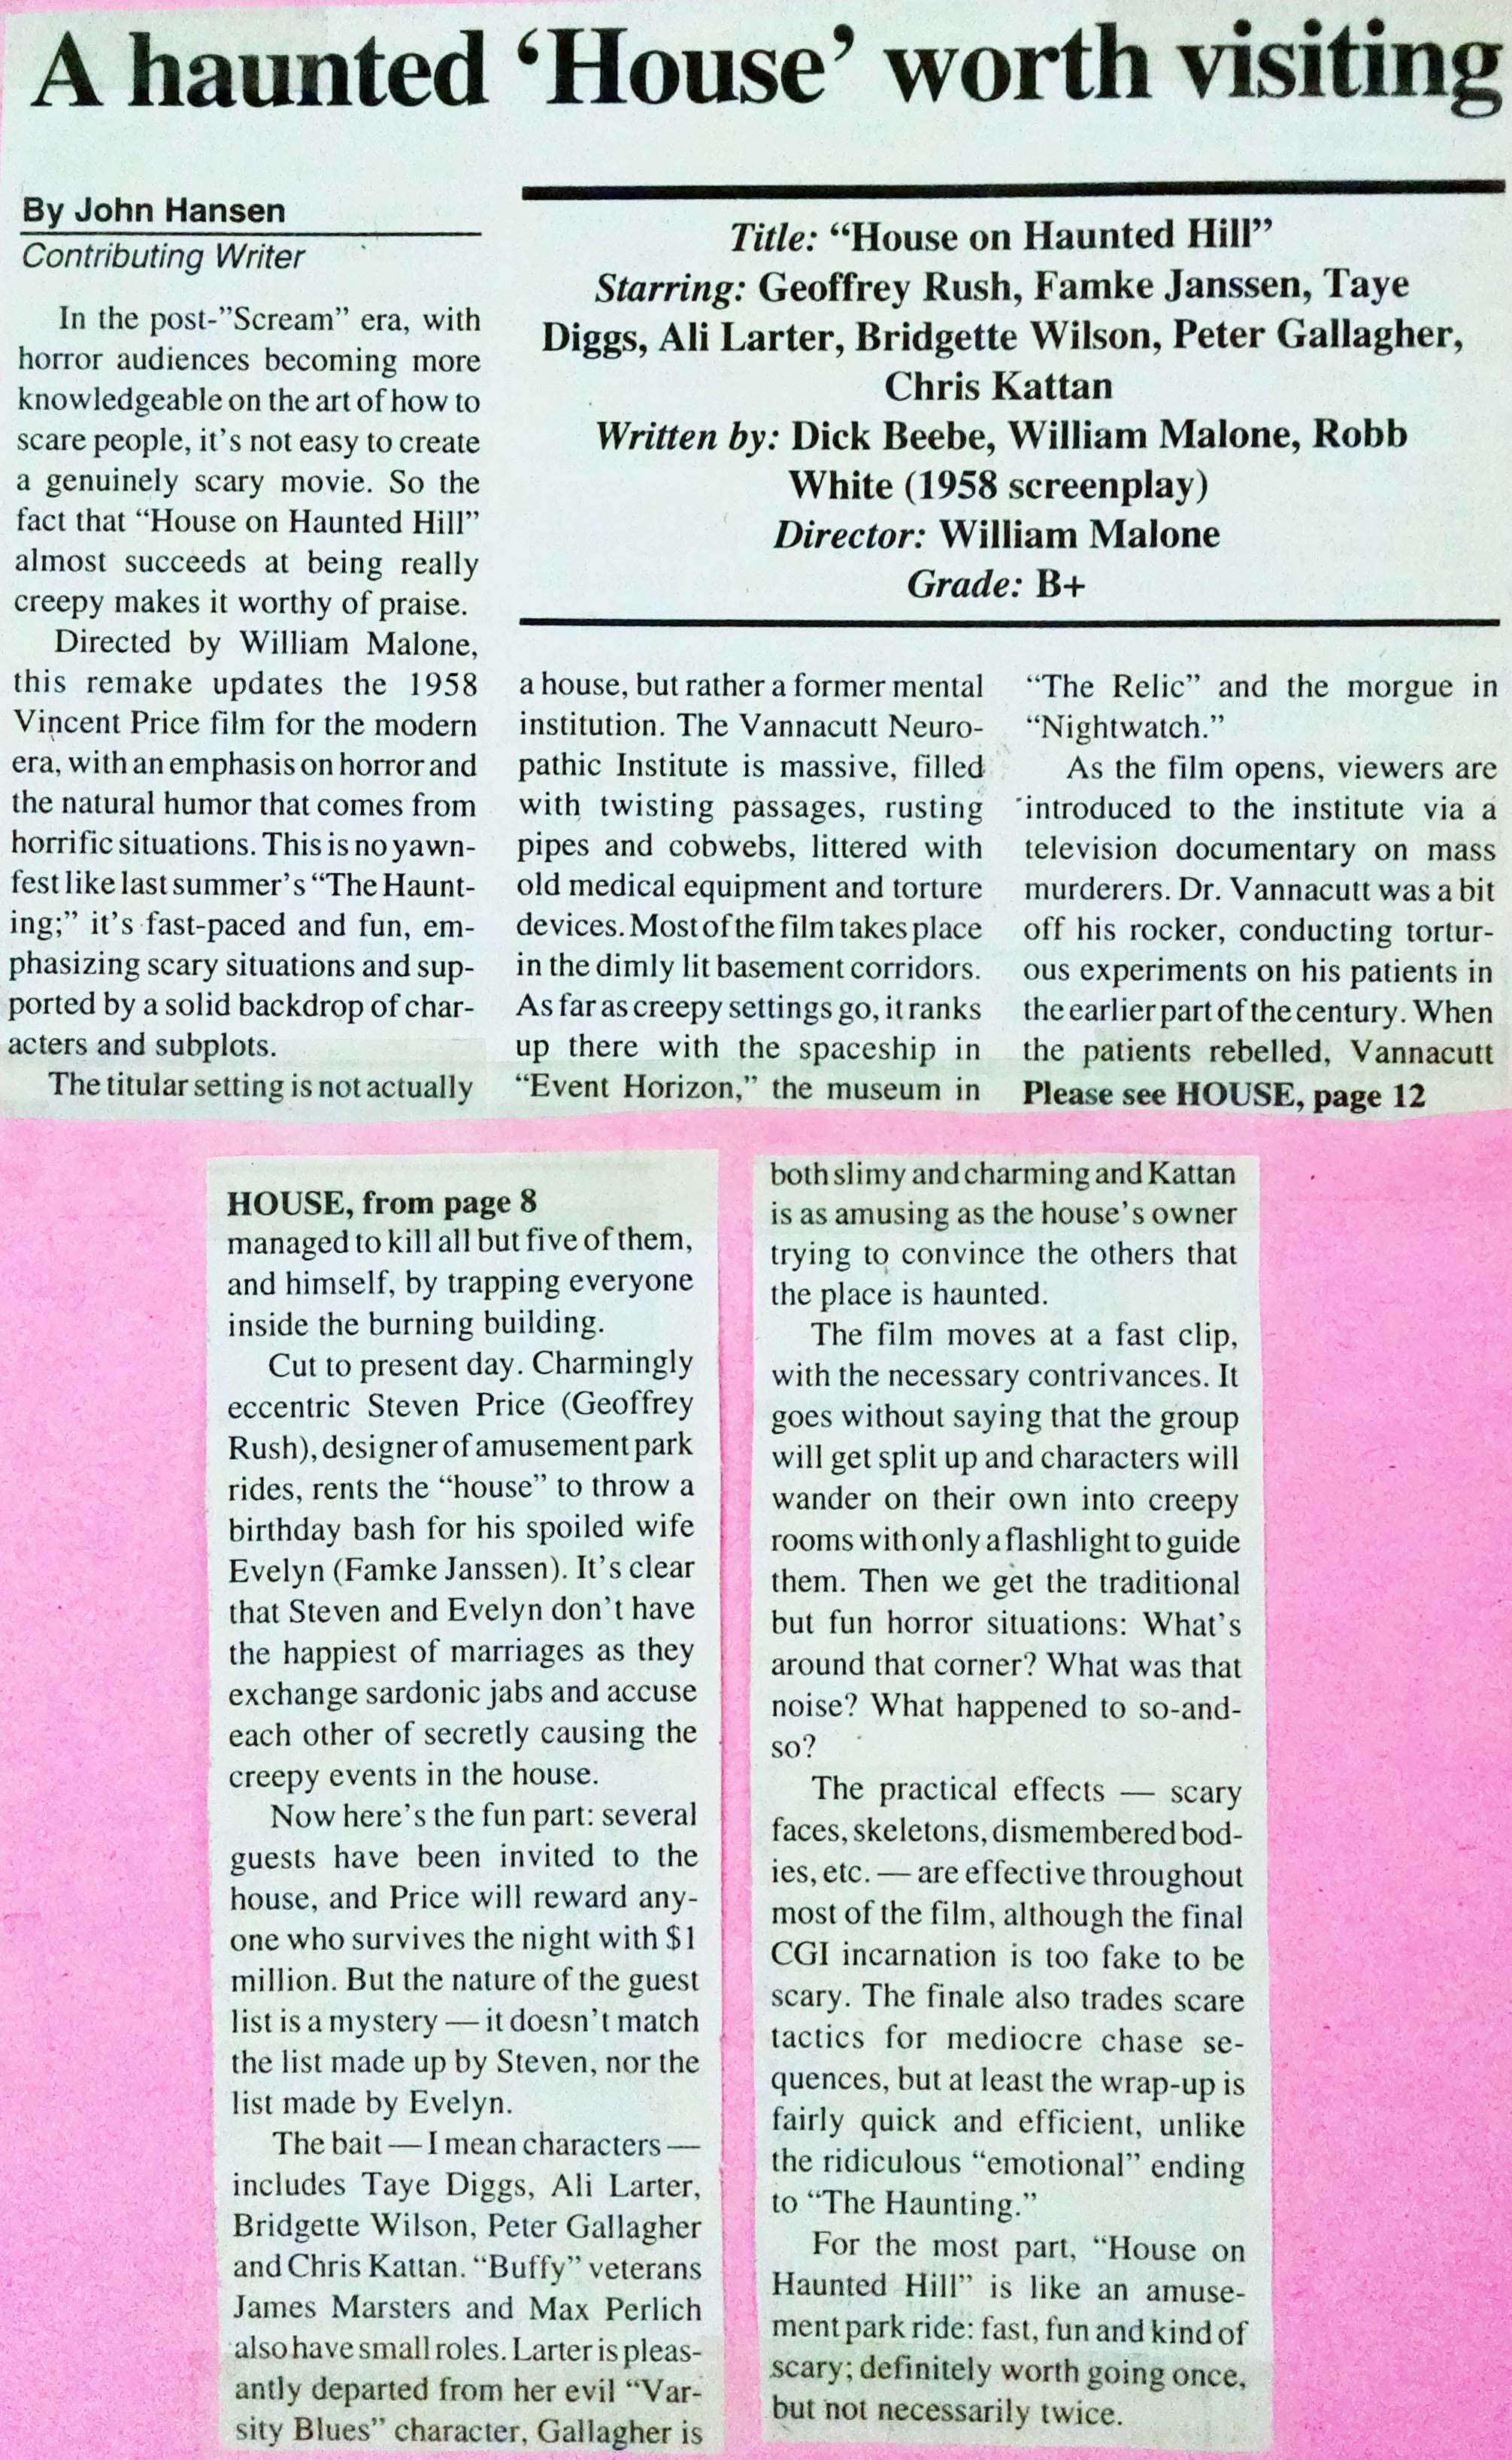 A haunted ‘House’ worth visiting
By John Hansen
Contributing Writer
In the post-”Scream” era, with
horror audiences becoming more
knowledgeable on the art of how to
scare people, it’s not easy to create
a genuinely scary movie. So the
fact that “House on Haunted Hill”
almost succeeds at being really
creepy makes it worthy of praise.
Directed by William Malone,
this remake updates the 1958
Vincent Price film for the modern
era, with an emphasis on horror and
the natural humor that comes from
horrific situations. This is no yawn-
fest like last summer’s “The Haunt-
ing;” it’s fast-paced and fun, em-
phasizing scary situations and sup-
ported by a solid backdrop of char-
acters and subplots.
The titular setting is not actually
Title: “House on Haunted Hill”
Starring: Geoffrey Rush, Famke Janssen, Taye
Diggs, Ali Larter, Bridgette Wilson, Peter Gallagher,
Chris Kattan
Written by: Dick Beebe, William Malone, Robb
White (1958 screenplay)
Director: William Malone
Grade: B+
a house, but rather a former mental
institution. The Vannacutt Neuro-
pathic Institute is massive, filled
with twisting passages, rusting
pipes and cobwebs, littered with
old medical equipment and torture
devices. Most of the film takes place
in the dimly lit basement corridors.
As far as creepy settings go, it ranks
up there with the spaceship in
“Event Horizon,” the museum in
“The Relic” and the morgue in
“Nightwatch.”
As the film opens, viewers are
introduced to the institute via a
television documentary on mass
murderers. Dr. Vannacutt was a bit
off his rocker, conducting tortur-
ous experiments on his patients in
the earlier part of the century. When
the patients rebelled, Vannacutt
Please see HOUSE, page 12
HOUSE, from page 8
managed to kill all but five of them,
and himself, by trapping everyone
inside the burning building.
Cut to present day. Charmingly
eccentric Steven Price (Geoffrey
Rush), designer of amusement park
rides, rents the “house” to throw a
birthday bash for his spoiled wife
Evelyn (Famke Janssen). It’s clear
that Steven and Evelyn don’t have
the happiest of marriages as they
exchange sardonic jabs and accuse
each other of secretly causing the
creepy events in the house.
Now here’s the fun part: several
guests have been invited to the
house, and Price will reward any-
one who survives the night with $1
million. But the nature of the guest
list is a mystery — it doesn’t match
the list made up by Steven, nor the
list made by Evelyn.
The bait — I mean characters —
includes Taye Diggs, Ali Larter,
Bridgette Wilson, Peter Gallagher
and Chris Kattan. “Buffy” veterans
James Marsters and Max Perlich
also have small roles. Larter is pleas-
antly departed from her evil “Var-
sity Blues” character, Gallagher is
both slimy and charming and Kattan
is as amusing as the house’s owner
trying to convince the others that
the place is haunted.
The film moves at a fast clip,
with the necessary contrivances. It
goes without saying that the group
will get split up and characters will
wander on their own into creepy
rooms with only a flashlight to guide
them. Then we get the traditional
but fun horror situations: What’s
around that corner? What was that
noise? What happened to so-and-
so?
The practical effects — scary
faces, skeletons, dismembered bod-
ies, etc. — are effective throughout
most of the film, although the final
CGI incarnation is too fake to be
scary. The finale also trades scare
tactics for mediocre chase se-
quences, but at least the wrap-up is
fairly quick and efficient, unlike
the ridiculous “emotional” ending
to “The Haunting.”
For the most part, “House on
Haunted Hill” is like an amuse-
ment park ride: fast, fun and kind of
scary; definitely worth going once,
but not necessarily twice.